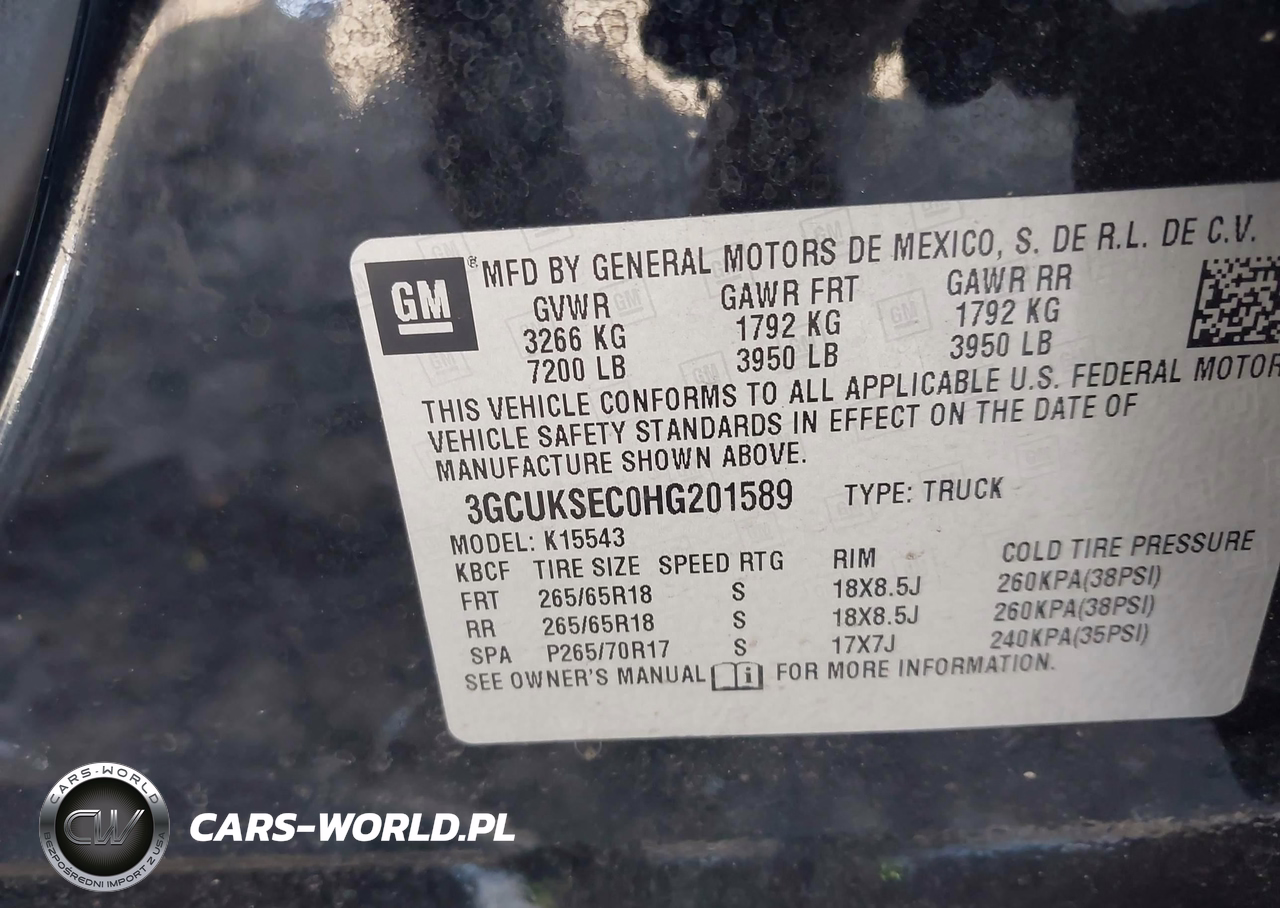 GM
® MFD BY GENERAL MOTORS DE MEXICO, S. DE R.L. DE C.V.
GVWR GAWR FRT GAWR RR
3266 KG 1792 KG 1792 KG
7200 LB 3950 LB 3950 LB
THIS VEHICLE CONFORMS TO ALL APPLICABLE U.S. FEDERAL MOTOR
VEHICLE SAFETY STANDARDS IN EFFECT ON THE DATE OF
MANUFACTURE SHOWN ABOVE.
3GCUKSEC0HG201589 TYPE: TRUCK
MODEL: K15543
KBCF TIRE SIZE SPEED RTG RIM COLD TIRE PRESSURE
FRT 265/65R18 S 18X8.5J 260KPA(38PSI)
RR 265/65R18 S 18X8.5J 260KPA(38PSI)
SPA P265/70R17 S 17X7J 240KPA(35PSI)
SEE OWNER'S MANUAL i FOR MORE INFORMATION.
CARS-WORLD
CW
BEZPOŚREDNI IMPORT Z USA
CARS-WORLD.PL